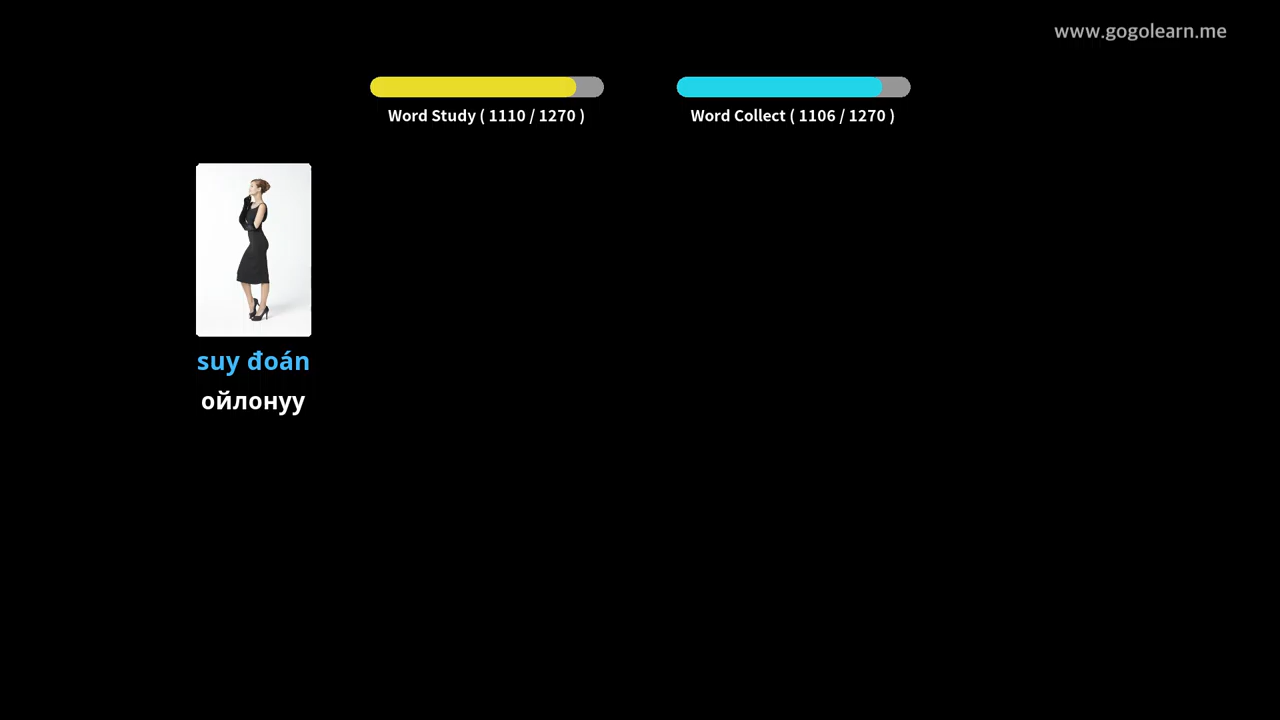 www.gogolearn.me
Word Study ( 1110 / 1270 )
Word Collect ( 1106 / 1270 )
suy đoán
ойлонуу